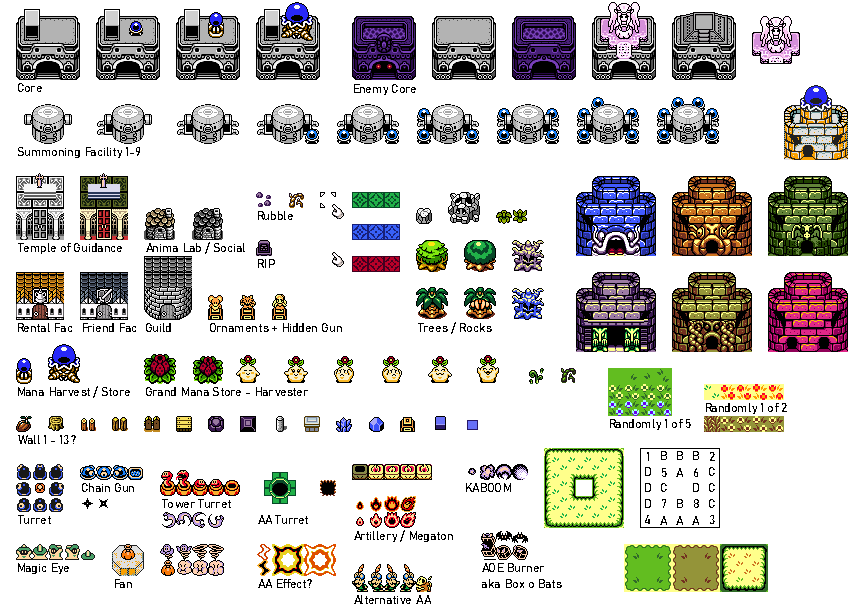 Core
Enemy Core
Summoning Facility 1-9
Temple of Guidance
Anima Lab / Social
Rubble
RIP
Rental Fac
Friend Fac
Guild
Ornaments + Hidden Gun
Trees / Rocks
Mana Harvest / Store
Grand Mana Store - Harvester
Randomly 1 of 5
Randomly 1 of 2
Wall 1 - 13?
Turret
Chain Gun
Tower Turret
AA Turret
Artillery / Megaton
KABOOM
1 B B B 2
D 5 A 6 C
D C D C
D 7 B 8 C
4 A A A 3
Magic Eye
Fan
AA Effect?
Alternative AA
AOE Burner
aka Box o Bats